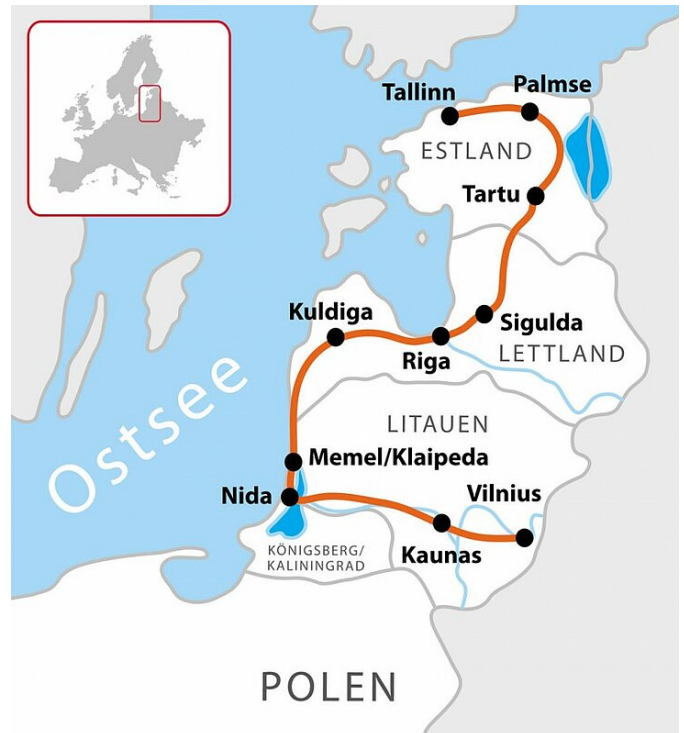 Tallinn
Palmse
ESTLAND
Tartu
Kuldiga
Sigulda
Riga
LETTLAND
Ostsee
LITAUEN
Memel/Klaipeda
Nida
Vilnius
Kaunas
KÖNIGSBERG/
KALININGRAD
POLEN